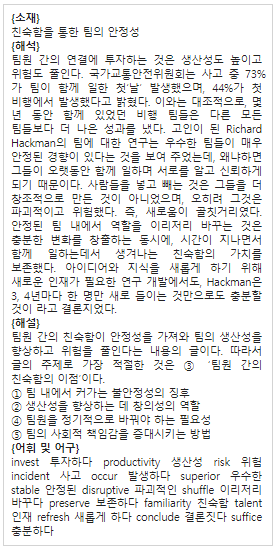 {소재}
친숙함을 통한 팀의 안정성
{해석}
팀원 간의 연결에 투자하는 것은 생산성도 높이고
위험도 줄인다. 국가교통안전위원회는 사고 중 73%
가 팀이 함께 일한 첫'날' 발생했으며, 44%가 첫
비행에서 발생했다고 밝혔다. 이와는 대조적으로, 몇
년 동안 함께 있었던 비행 팀들은 다른 모든
팀들보다 더 나은 성과를 냈다. 고인이 된 Richard
Hackman의 팀에 대한 연구는 우수한 팀들이 매우
안정된 경향이 있다는 것을 보여 주었는데, 왜냐하면
그들이 오랫동안 함께 일하며 서로를 알고 신뢰하게
되기 때문이다. 사람들을 넣고 빼는 것은 그들을 더
창조적으로 만든 것이 아니었으며, 오히려 그것은
파괴적이고 위험했다. 즉, 새로움이 골칫거리였다.
안정된 팀 내에서 역할을 이리저리 바꾸는 것은
충분한 변화를 창출하는 동시에, 시간이 지나면서
함께 일하는데서 생겨나는 친숙함의 가치를
보존했다. 아이디어와 지식을 새롭게 하기 위해
새로운 인재가 필요한 연구 개발에서도, Hackman은
3, 4년마다 한 명만 새로 들이는 것만으로도 충분할
것이 라고 결론지었다.
{해설}
팀원 간의 친숙함이 안정성을 가져와 팀의 생산성을
향상하고 위험을 줄인다는 내용의 글이다. 따라서
글의 주제로 가장 적절한 것은 ③ '팀원 간의
친숙함의 이점'이다.
① 팀 내에서 커가는 불안정성의 징후
② 생산성을 향상하는 데 창의성의 역할
④ 팀원을 정기적으로 바꿔야 하는 필요성
⑤ 팀의 사회적 책임감을 증대시키는 방법
{어휘 및 어구}
invest 투자하다 productivity 생산성 risk 위험
incident 사고 occur 발생하다 superior 우수한
stable 안정된 disruptive 파괴적인 shuffle 이리저리
바꾸다 preserve 보존하다 familiarity 친숙함 talent
인재 refresh 새롭게 하다 conclude 결론짓다 suffice
충분하다